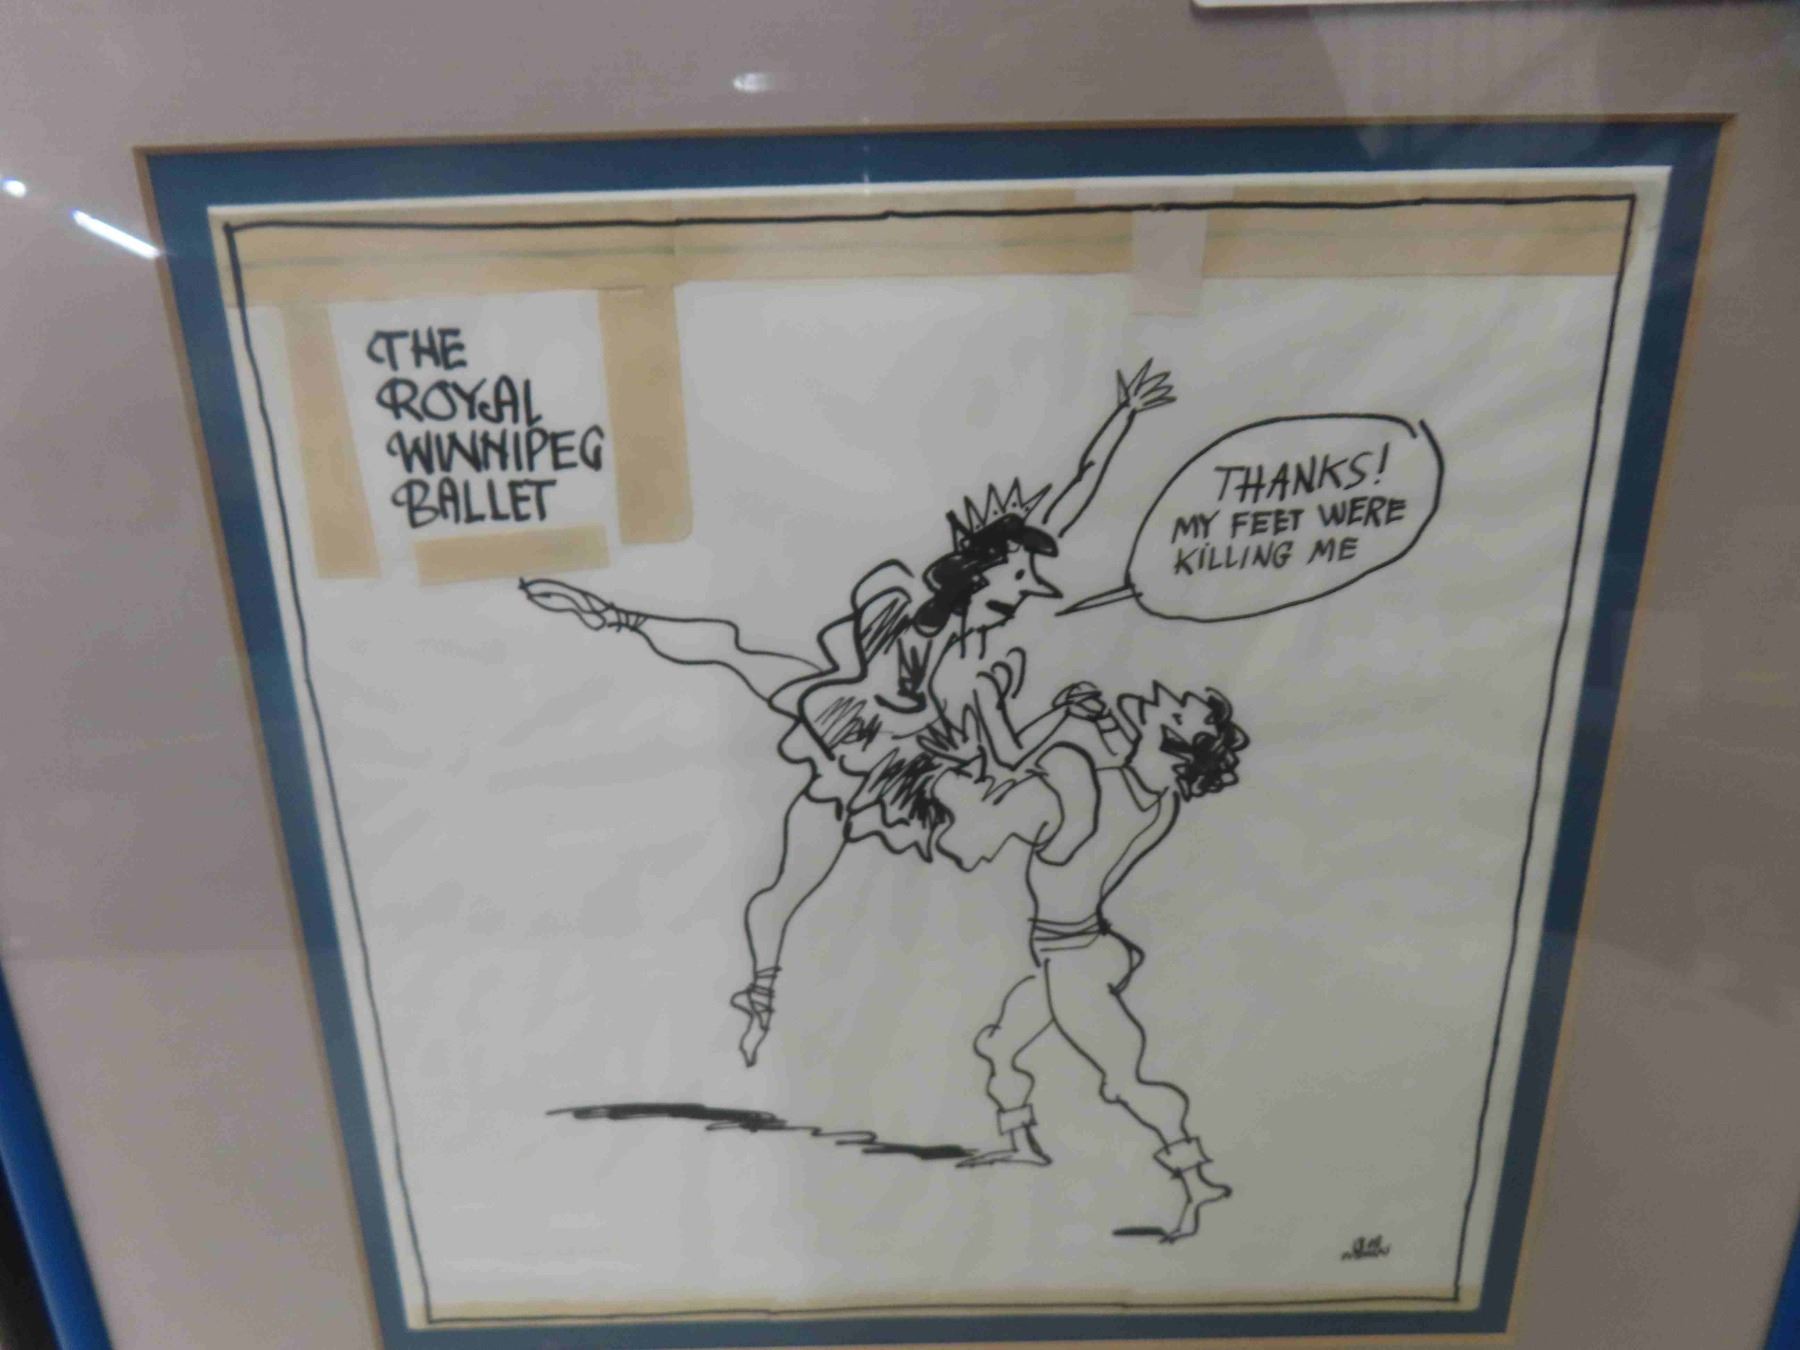 THE
ROYAL
WINNIPEG
BALLET
THANKS!
MY FEET WERE
KILLING ME